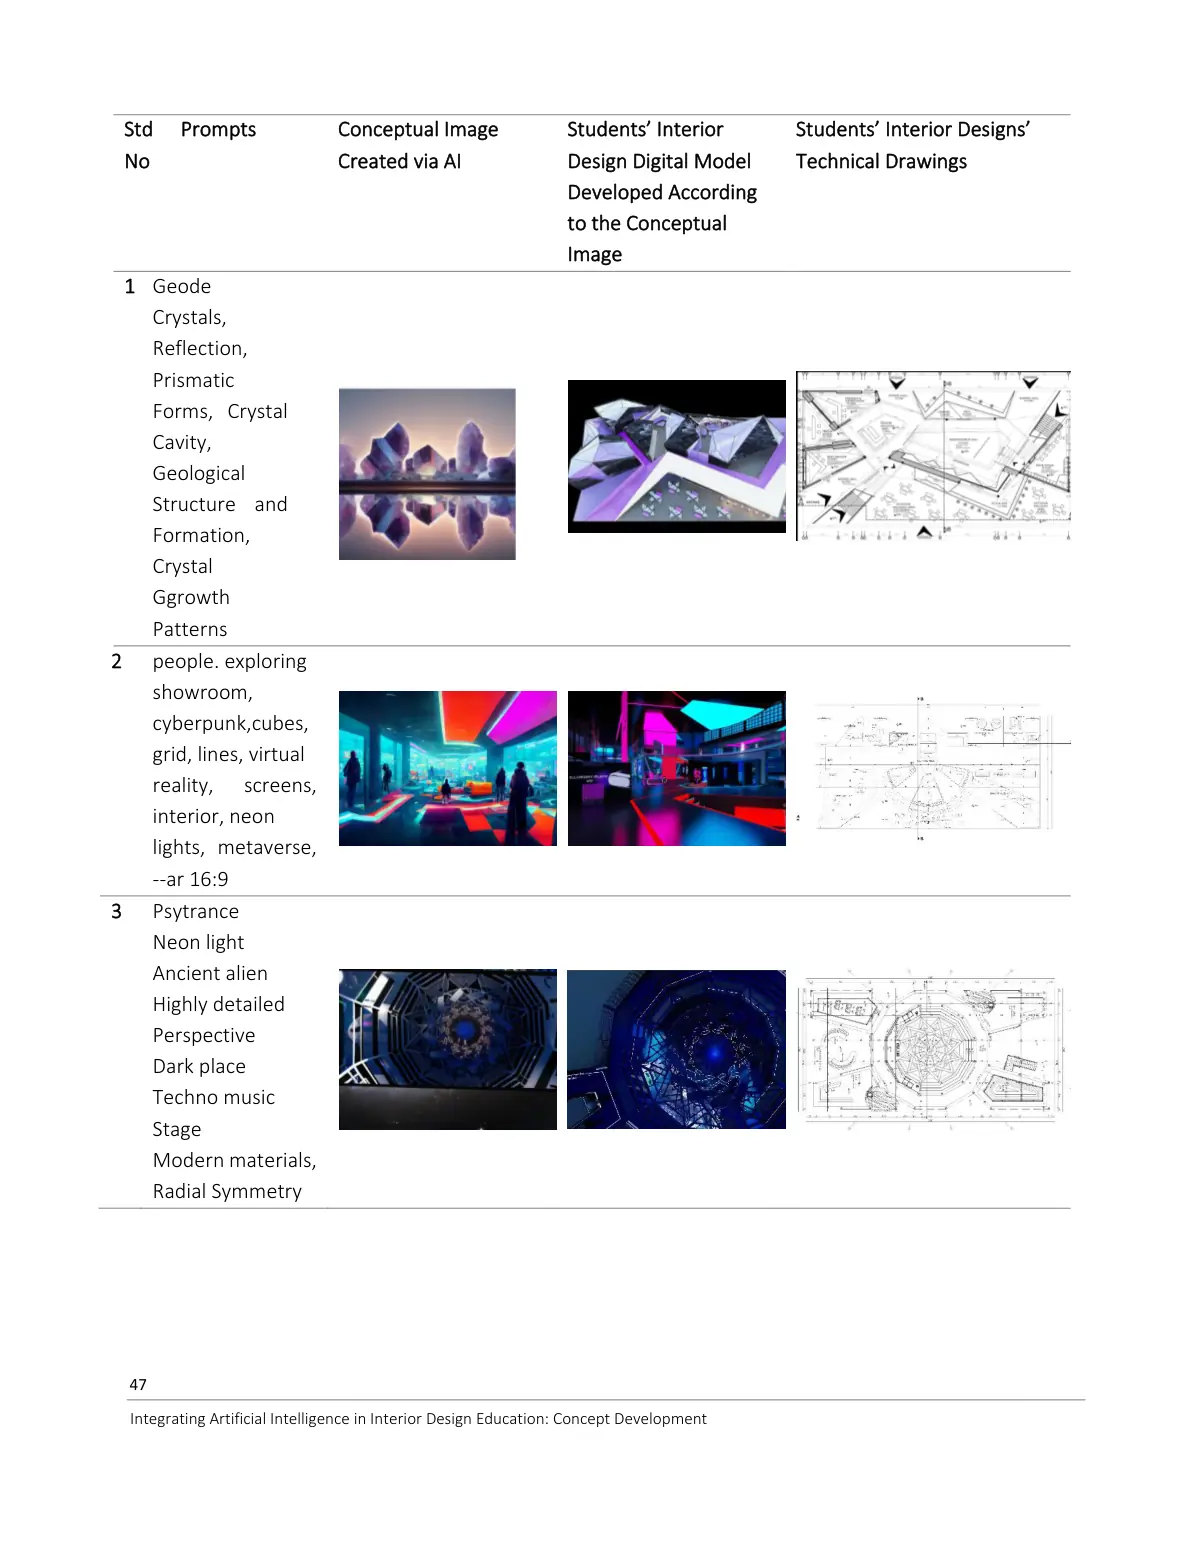 Std No
Prompts
Conceptual Image
Created via AI
Students’ Interior
Design Digital Model
Developed According
to the Conceptual
Image
Students’ Interior Designs’
Technical Drawings
1
Geode
Crystals,
Reflection,
Prismatic
Forms, Crystal
Cavity,
Geological
Structure and
Formation,
Crystal
Ggrowth
Patterns
2
people. exploring
showroom,
cyberpunk,cubes,
grid, lines, virtual
reality, screens,
interior, neon
lights, metaverse,
--ar 16:9
3
Psytrance
Neon light
Ancient alien
Highly detailed
Perspective
Dark place
Techno music
Stage
Modern materials,
Radial Symmetry
47
Integrating Artificial Intelligence in Interior Design Education: Concept Development